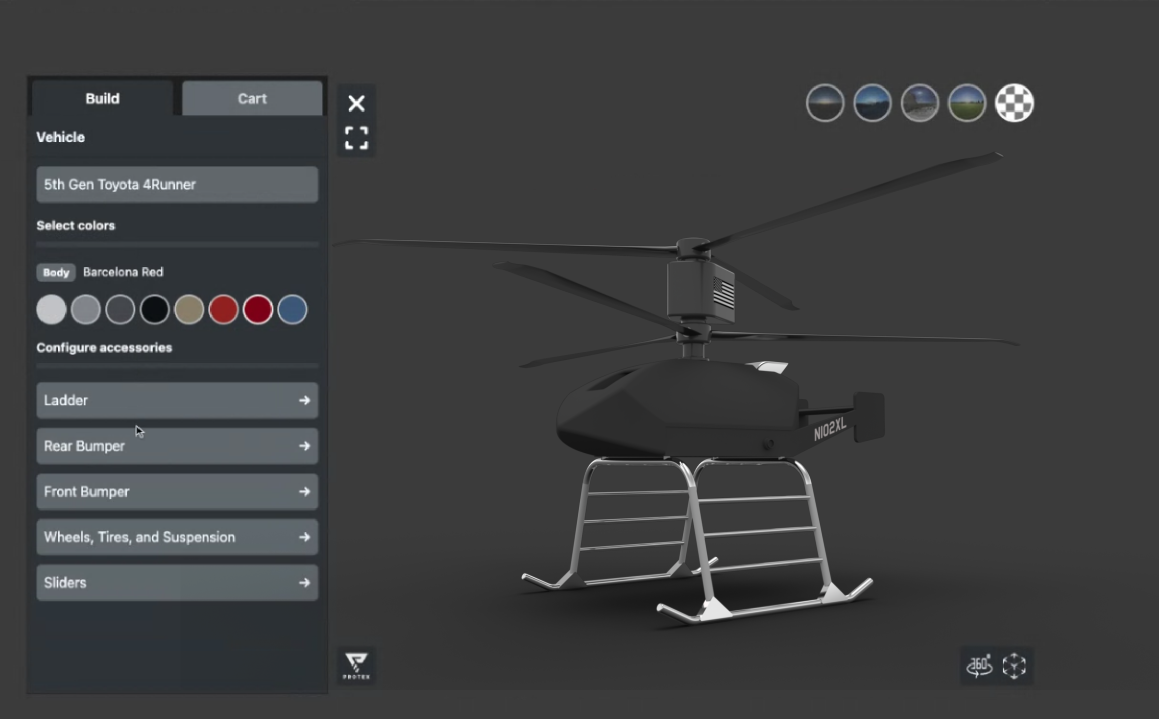 Build
Cart
Vehicle
5th Gen Toyota 4Runner
Select colors
Body Barcelona Red
Configure accessories
Ladder
Rear Bumper
Front Bumper
Wheels, Tires, and Suspension
Sliders
N102XL
PROTEX
360°